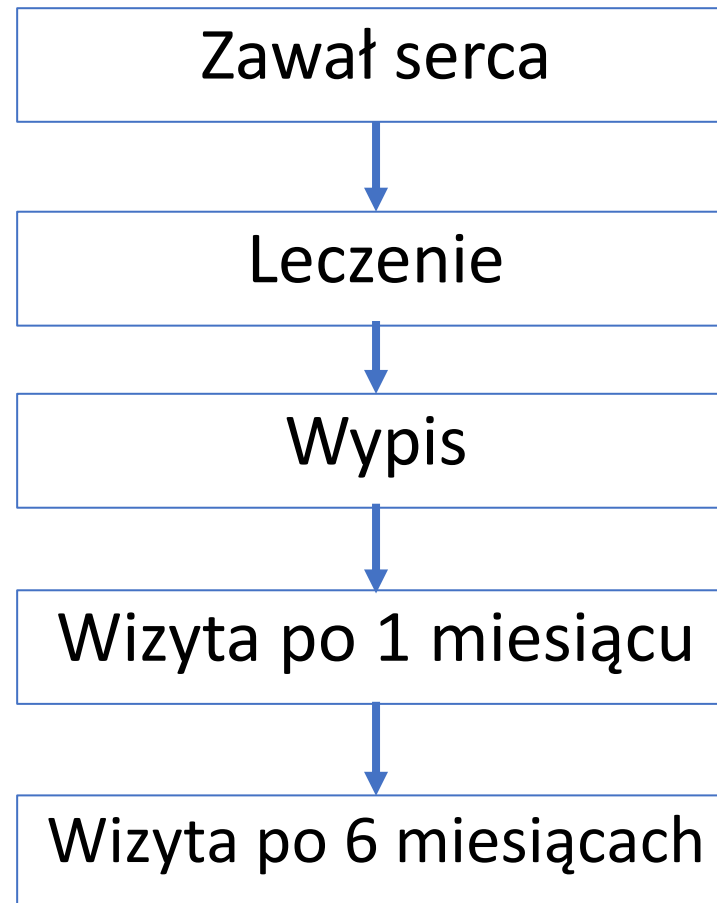 Zawał serca
Leczenie
Wypis
Wizyta po 1 miesiącu
Wizyta po 6 miesiącach